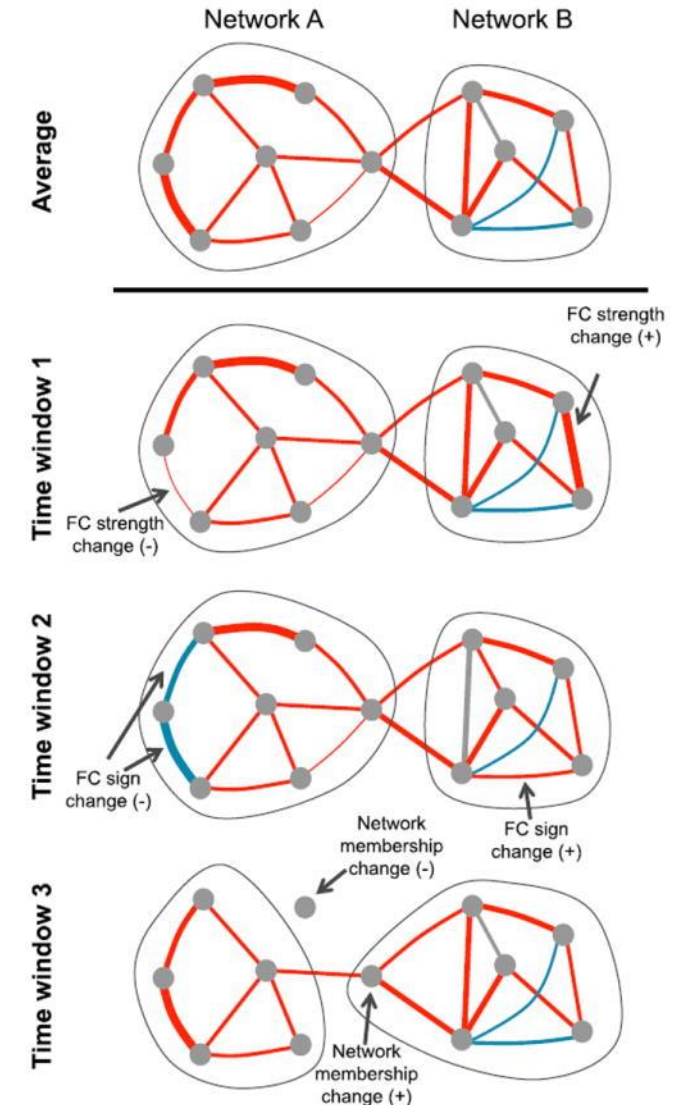 Network A
Network B
Average
FC strength
change (+)
Time window 1
FC strength
change (-)
Time window 2
FC sign
change (-)
FC sign
change (+)
Network
membership
change (-)
Time window 3
Network
membership
change (+)